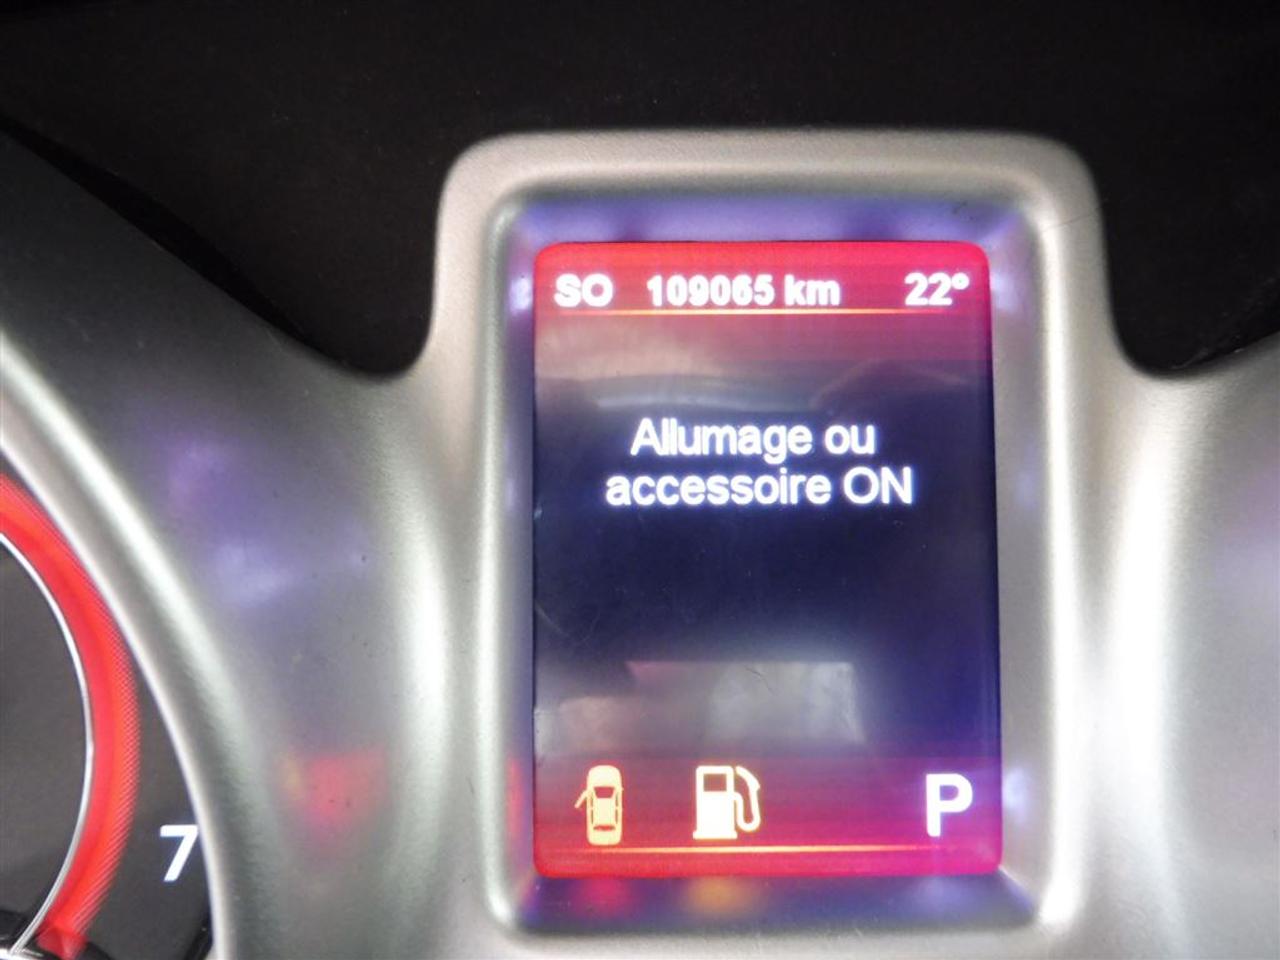 SO 109065 km 22°
Allumage ou
accessoire ON
P
7